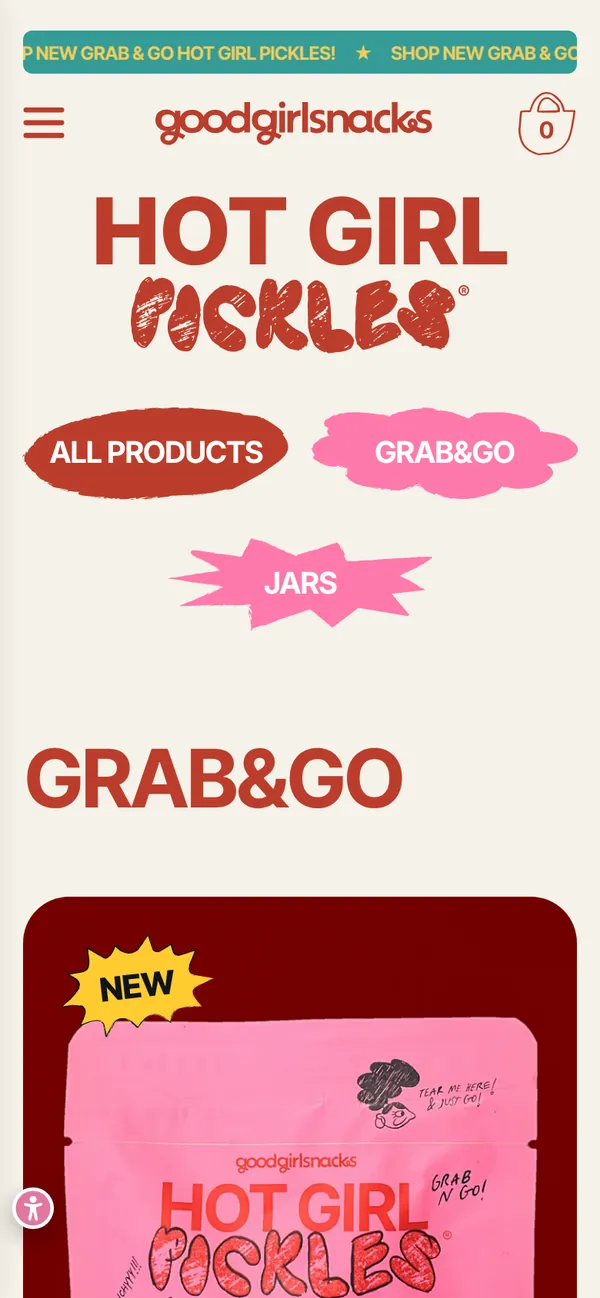 P NEW GRAB & GO HOT GIRL PICKLES! ★ SHOP NEW GRAB & GO
goodgirlsnacks
0
HOT GIRL
PICKLES®
ALL PRODUCTS
GRAB&GO
JARS
GRAB&GO
NEW
TEAR ME HERE!
& JUST GO!
goodgirlsnacks
GRAB
N GO!
HOT GIRL
PICKLES®